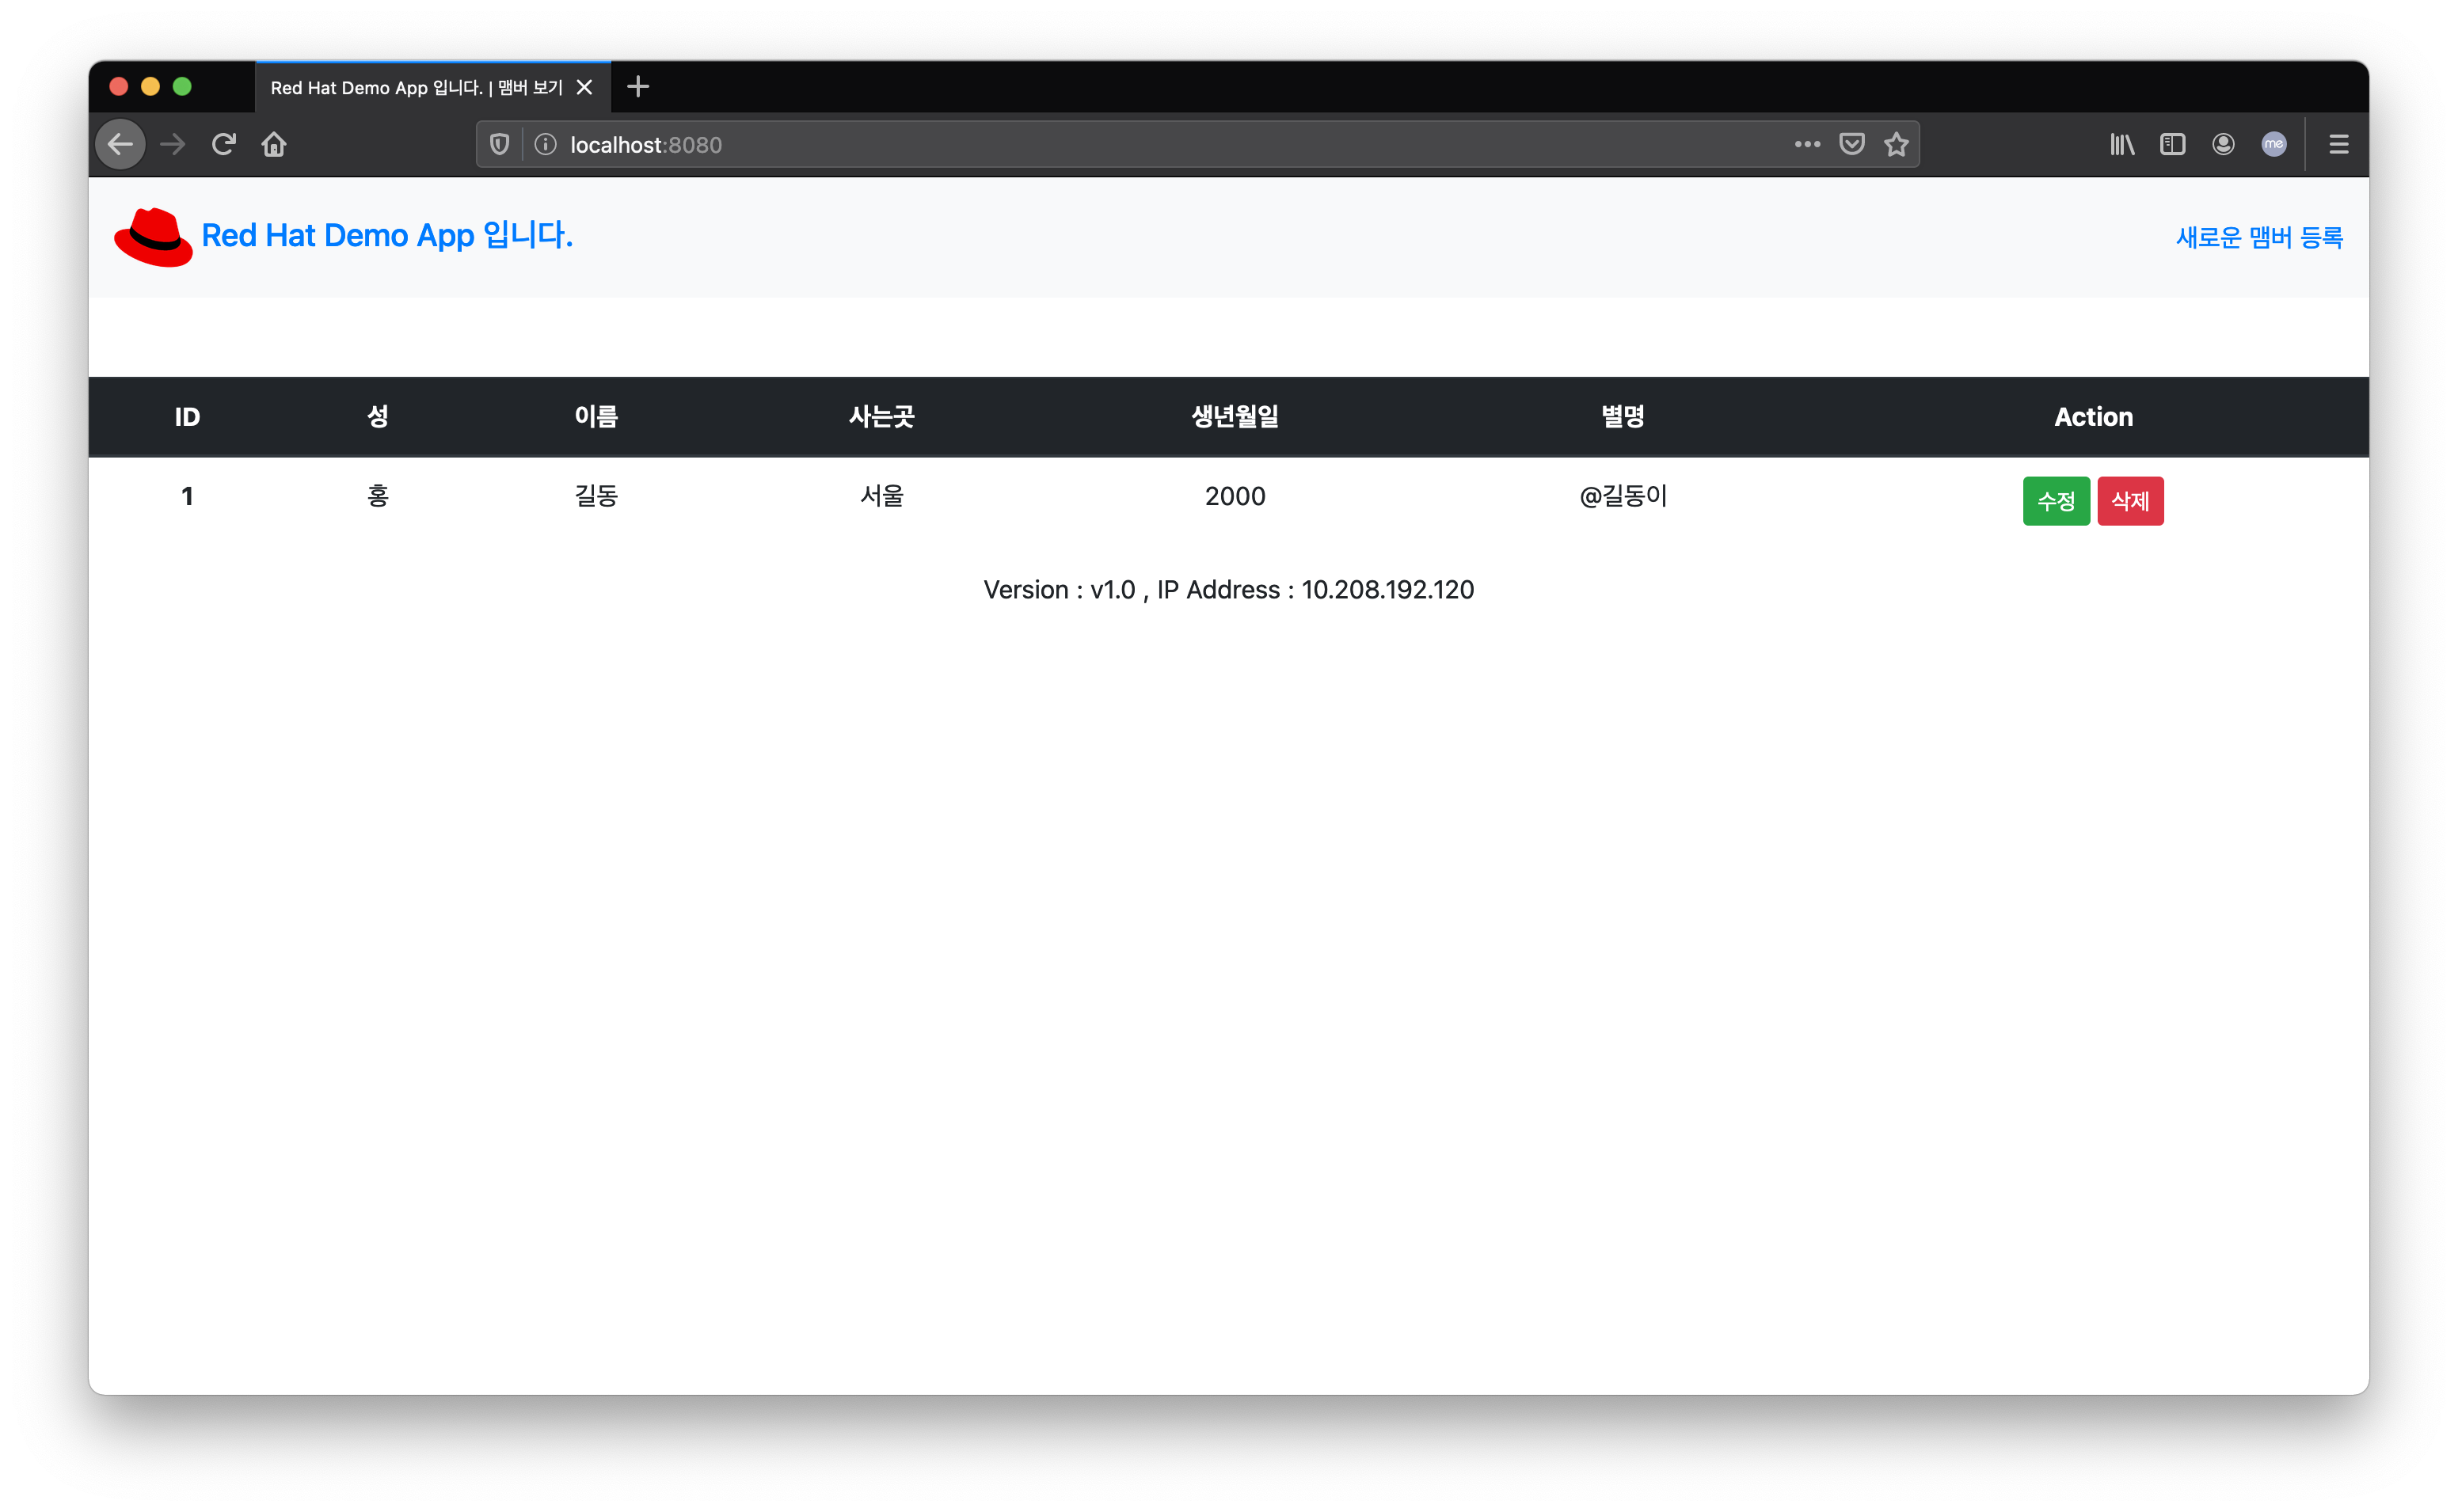 Red Hat Demo App 입니다. | 맴버 보기
localhost:8080
me
Red Hat Demo App 입니다.
새로운 맴버 등록
ID 성 이름 사는곳 생년월일 별명 Action
1 홍 길동 서울 2000 @길동이 수정 삭제
Version : v1.0 , IP Address : 10.208.192.120